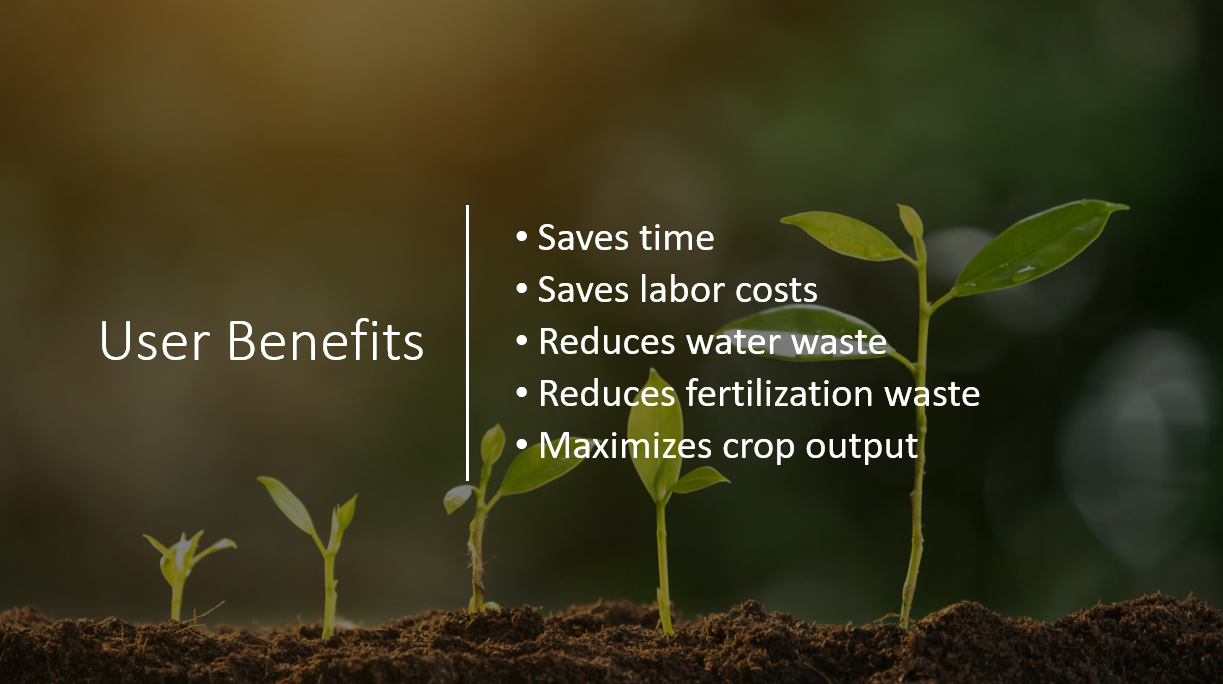 User Benefits
• Saves time
• Saves labor costs
• Reduces water waste
• Reduces fertilization waste
• Maximizes crop output